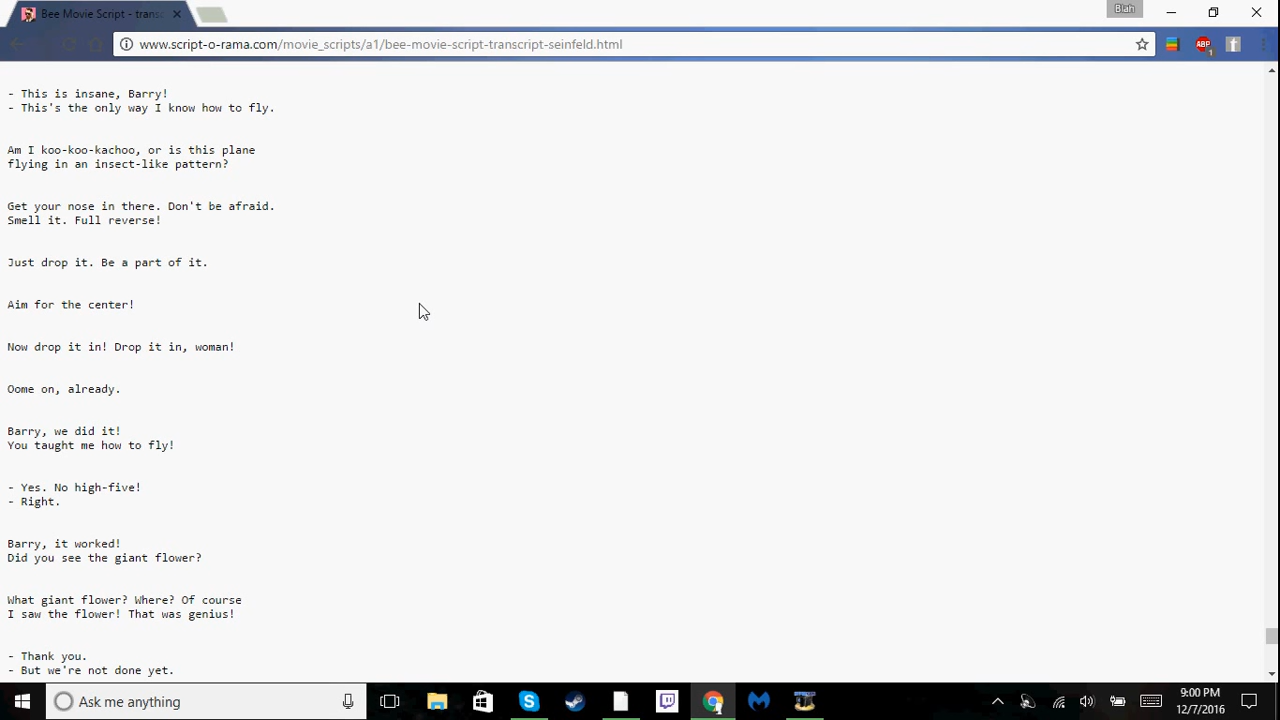 Bee Movie Script - transc
Blah
www.script-o-rama.com/movie_scripts/a1/bee-movie-script-transcript-seinfeld.html
ABP
1
- This is insane, Barry!
- This's the only way I know how to fly.
Am I koo-koo-kachoo, or is this plane
flying in an insect-like pattern?
Get your nose in there. Don't be afraid.
Smell it. Full reverse!
Just drop it. Be a part of it.
Aim for the center!
Now drop it in! Drop it in, woman!
Oome on, already.
Barry, we did it!
You taught me how to fly!
- Yes. No high-five!
- Right.
Barry, it worked!
Did you see the giant flower?
What giant flower? Where? Of course
I saw the flower! That was genius!
- Thank you.
- But we're not done yet.
Ask me anything
9:00 PM
12/7/2016